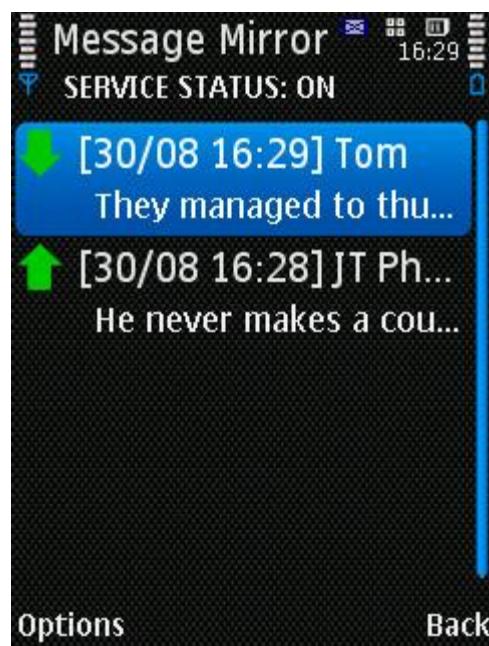 Message Mirror
16:29
SERVICE STATUS: ON
[30/08 16:29] Tom
They managed to thu...
[30/08 16:28] JT Ph...
He never makes a cou...
Options Back